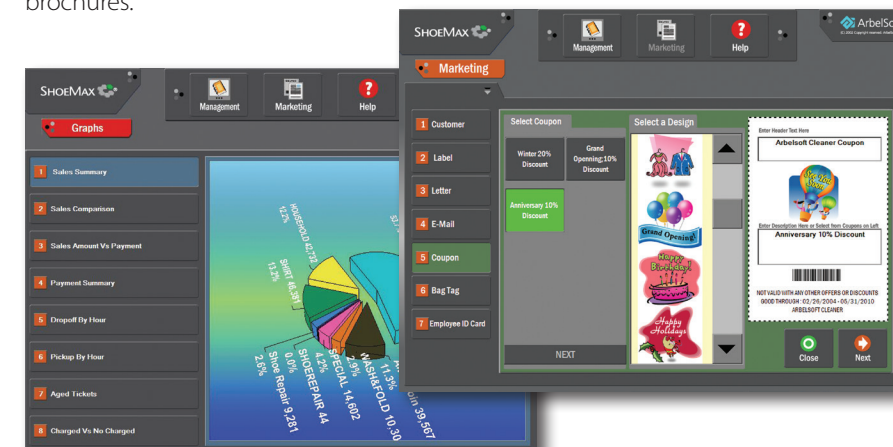 brochures.
SHOEMAX
Management
Marketing
Help
Graphs
1 Sales Summary
2 Sales Comparison
3 Sales Amount Vs Payment
4 Payment Summary
5 Dropoff By Hour
6 Pickup By Hour
7 Aged Tickets
8 Charged Vs No Charged
HOUSEHOLD 42,732
12.2%
SHIRT 46,381
13.2%
2.6%
Shoe Repair 9,281
0.0%
SHOEREPAIR 44
4.2%
SPECIAL 14,602
2.9%
WASH&FOLD 10,30
11.3%
39,567
SHOEMAX
Management
Marketing
Help
ArbelSo
Marketing
1 Customer
2 Label
3 Letter
4 E-Mail
5 Coupon
6 Bag Tag
7 Employee ID Card
Select Coupon
Winter 20%
Discount
Grand
Openning;10%
Discount
Anniversary 10%
Discount
NEXT
Select a Design
Grand Opening!
Happy
Birthday!
Happy
Holidays
Enter Header Text Here
Arbelsoft Cleaner Coupon
Enter Description Here or Select from Coupons on Left
Anniversary 10% Discount
NOT VALID WITH ANY OTHER OFFERS OR DISCOUNTS
GOOD THROUGH: 02/26/2004 - 05/31/2010
ARBELSOFT CLEANER
Close
Next